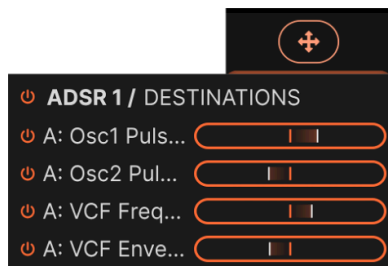 ADSR 1 / DESTINATIONS
A: Osc1 Puls...
A: Osc2 Pul...
A: VCF Freq...
A: VCF Enve...